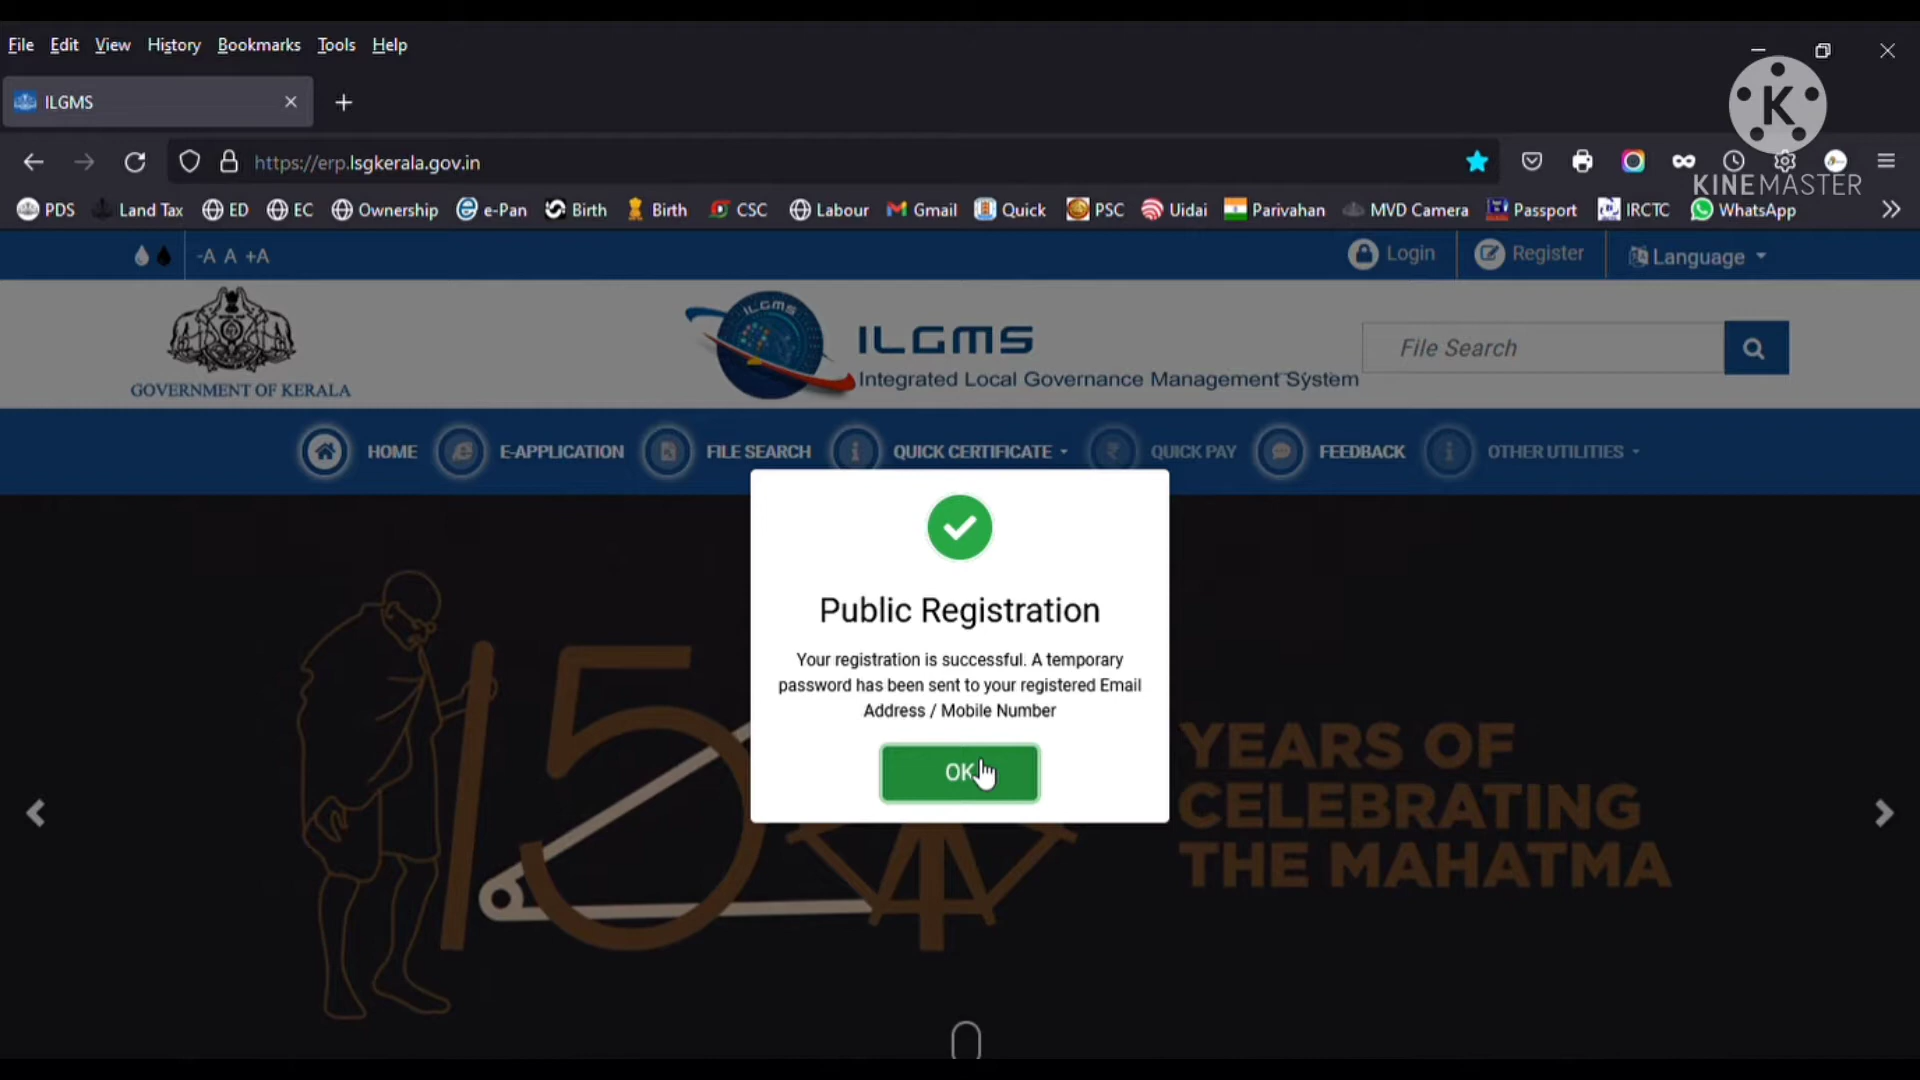 File Edit View History Bookmarks Tools Help
ILGMS
K
https://erp.lsgkerala.gov.in
KINEMASTER
PDS Land Tax ED EC Ownership e-Pan Birth Birth CSC Labour Gmail Quick PSC Uidai Parivahan MVD Camera Passport IRCTC WhatsApp
-A A +A Login Register Language
ILGMS
ILGMS File Search
Integrated Local Governance Management System
GOVERNMENT OF KERALA
HOME E-APPLICATION FILE SEARCH QUICK CERTIFICATE QUICK PAY FEEDBACK OTHER UTILITIES
Public Registration
Your registration is successful. A temporary
password has been sent to your registered Email
Address / Mobile Number
OK
150
YEARS OF
CELEBRATING
THE MAHATMA